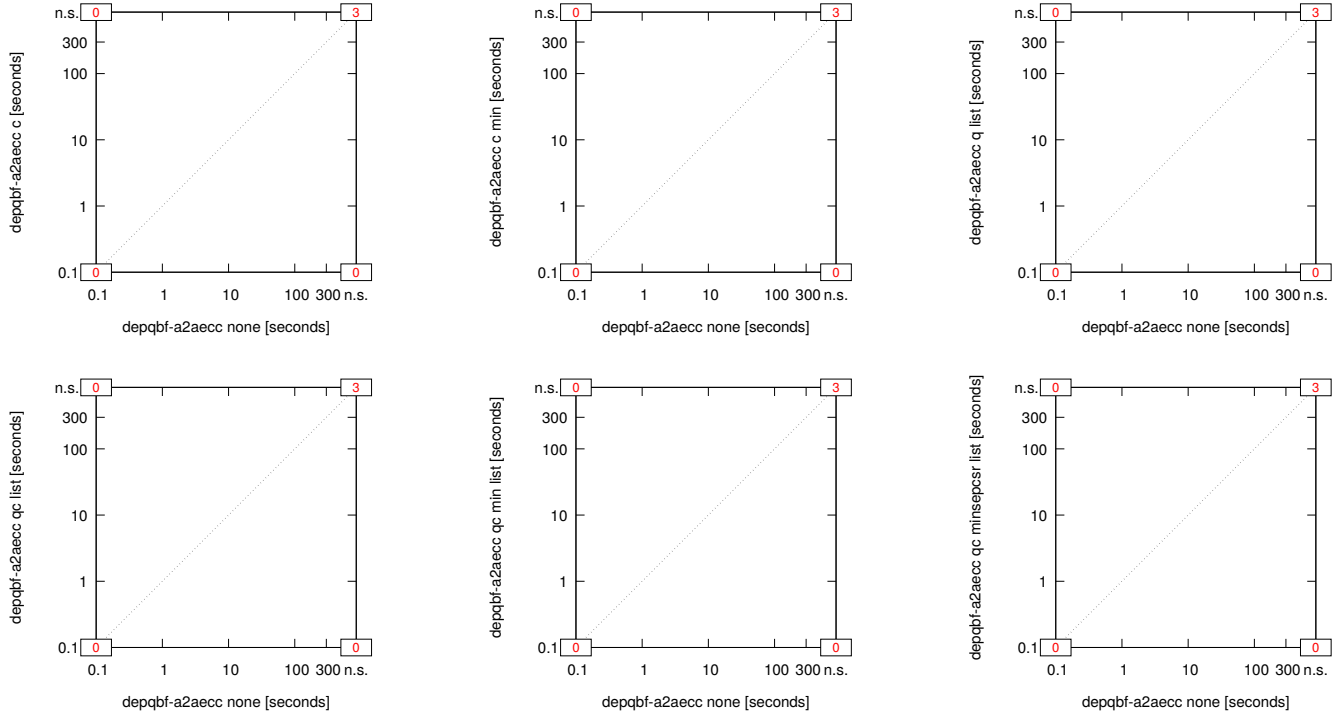 n.s. 0 3
300
100
10
1
0.1 0 0
0.1 1 10 100 300 n.s.
depqbf-a2aecc c [seconds]
depqbf-a2aecc none [seconds]
n.s. 0 3
300
100
10
1
0.1 0 0
0.1 1 10 100 300 n.s.
depqbf-a2aecc c min [seconds]
depqbf-a2aecc none [seconds]
n.s. 0 3
300
100
10
1
0.1 0 0
0.1 1 10 100 300 n.s.
depqbf-a2aecc q list [seconds]
depqbf-a2aecc none [seconds]
n.s. 0 3
300
100
10
1
0.1 0 0
0.1 1 10 100 300 n.s.
depqbf-a2aecc qc list [seconds]
depqbf-a2aecc none [seconds]
n.s. 0 3
300
100
10
1
0.1 0 0
0.1 1 10 100 300 n.s.
depqbf-a2aecc qc min list [seconds]
depqbf-a2aecc none [seconds]
n.s. 0 3
300
100
10
1
0.1 0 0
0.1 1 10 100 300 n.s.
depqbf-a2aecc qc minsepcsr list [seconds]
depqbf-a2aecc none [seconds]